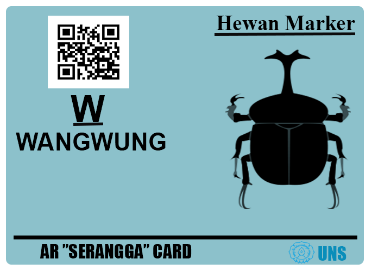 Hewan Marker
W
WANGWUNG
AR "SERANGGA" CARD
UNS